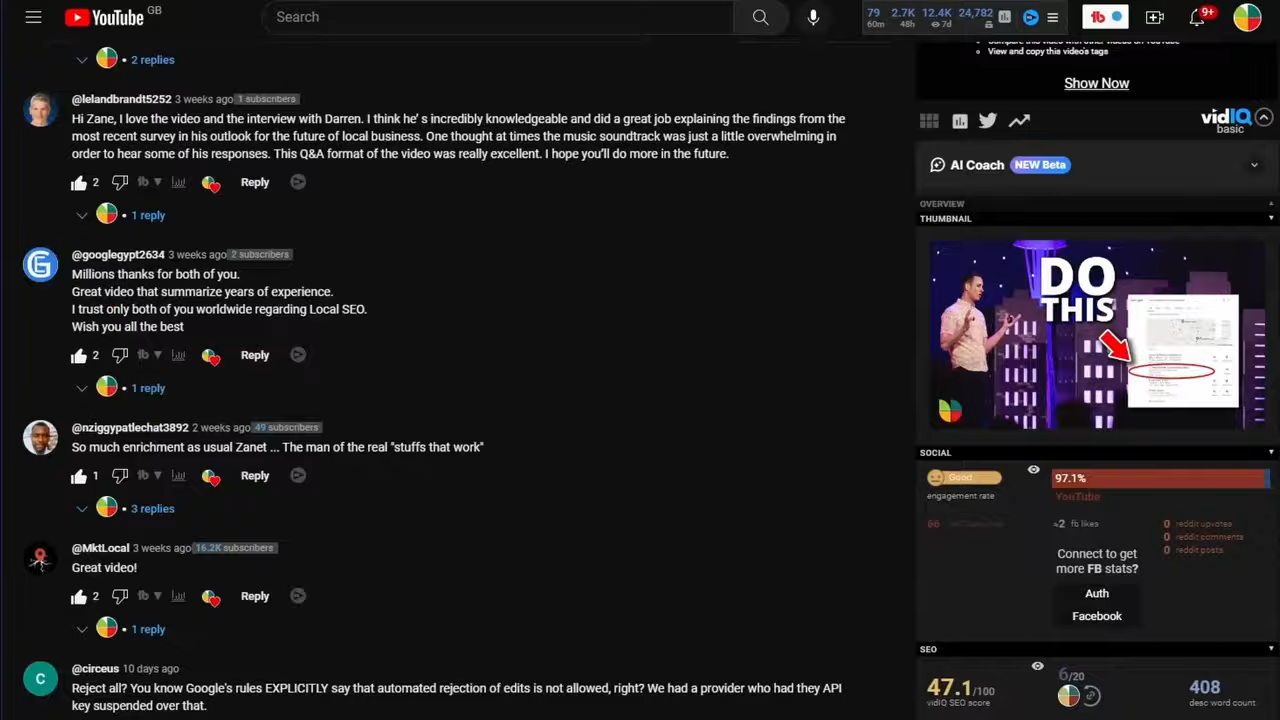 YouTube GB
Search
79 2.7K 12.4K 24,782
60m 48h 7d
tb
9+
2 replies
@lelandbrandt5252 3 weeks ago 1 subscribers
Hi Zane, I love the video and the interview with Darren. I think he's incredibly knowledgeable and did a great job explaining the findings from the
most recent survey in his outlook for the future of local business. One thought at times the music soundtrack was just a little overwhelming in
order to hear some of his responses. This Q&A format of the video was really excellent. I hope you'll do more in the future.
2 tb Reply
1 reply
@googlegypt2634 3 weeks ago 2 subscribers
Millions thanks for both of you.
Great video that summarize years of experience.
I trust only both of you worldwide regarding Local SEO.
Wish you all the best
2 tb Reply
1 reply
@nziggypatlechat3892 2 weeks ago 49 subscribers
So much enrichment as usual Zanet ... The man of the real "stuffs that work"
1 tb Reply
3 replies
@MktLocal 3 weeks ago 16.2K subscribers
Great video!
2 tb Reply
1 reply
C
@circeus 10 days ago
Reject all? You know Google's rules EXPLICITLY say that automated rejection of edits is not allowed, right? We had a provider who had they API
key suspended over that.
Compare this video with other videos on YouTube
View and copy this video's tags
Show Now
vidIQ
basic
AI Coach NEW Beta
OVERVIEW
THUMBNAIL
DO
THIS
SOCIAL
Good
engagement rate
97.1%
YouTube
2 fb likes
0 reddit upvotes
0 reddit comments
0 reddit posts
Connect to get
more FB stats?
Auth
Facebook
SEO
47.1/100
vidIQ SEO score
6/20
408
desc word count